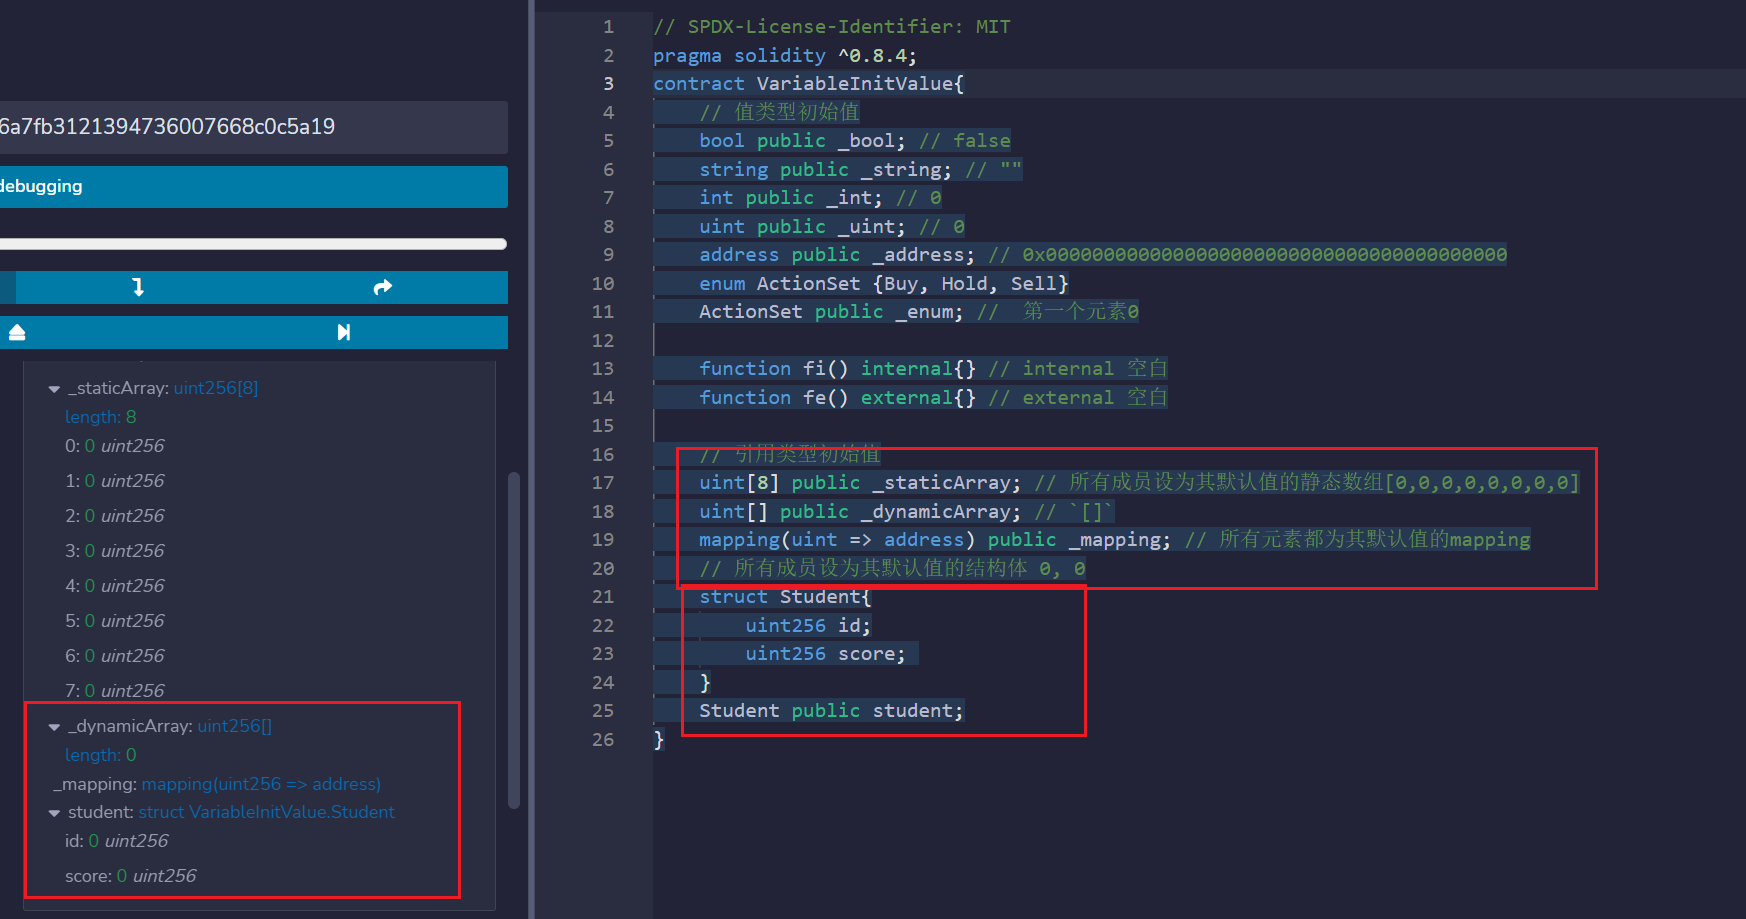 6a7fb3121394736007668c0c5a19
debugging
_staticArray: uint256[8]
length: 8
0: 0 uint256
1: 0 uint256
2: 0 uint256
3: 0 uint256
4: 0 uint256
5: 0 uint256
6: 0 uint256
7: 0 uint256
_dynamicArray: uint256[]
length: 0
_mapping: mapping(uint256 => address)
student: struct VariableInitValue.Student
id: 0 uint256
score: 0 uint256
1 // SPDX-License-Identifier: MIT
2 pragma solidity ^0.8.4;
3 contract VariableInitValue{
4 // 值类型初始值
5 bool public _bool; // false
6 string public _string; // ""
7 int public _int; // 0
8 uint public _uint; // 0
9 address public _address; // 0x0000000000000000000000000000000000000000
10 enum ActionSet {Buy, Hold, Sell}
11 ActionSet public _enum; // 第一个元素0
12
13 function fi() internal{} // internal 空白
14 function fe() external{} // external 空白
15
16 // 引用类型初始值
17 uint[8] public _staticArray; // 所有成员设为其默认值的静态数组[0,0,0,0,0,0,0,0]
18 uint[] public _dynamicArray; // `[]`
19 mapping(uint => address) public _mapping; // 所有元素都为其默认值的mapping
20 // 所有成员设为其默认值的结构体 0, 0
21 struct Student{
22 uint256 id;
23 uint256 score;
24 }
25 Student public student;
26 }